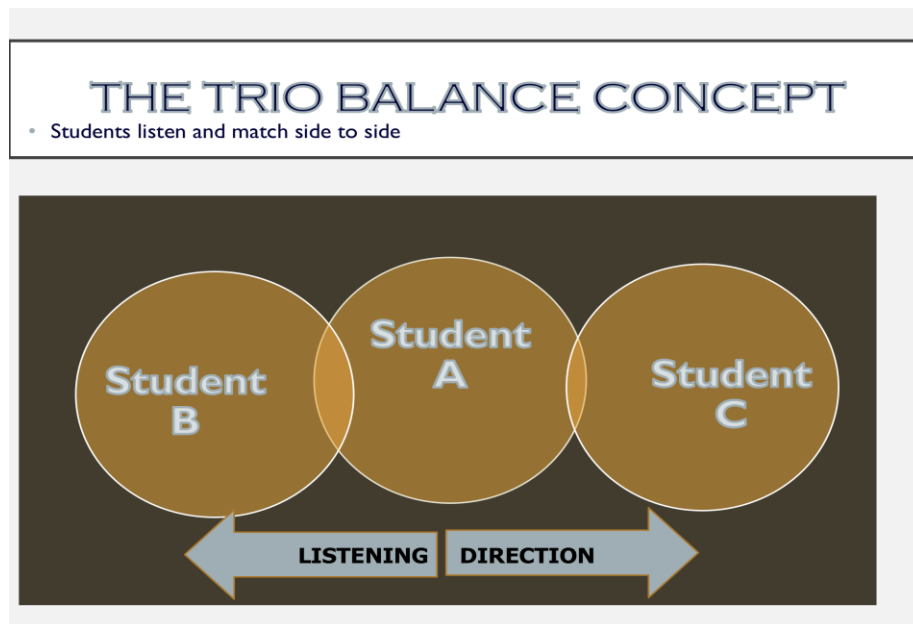 THE TRIO BALANCE CONCEPT
• Students listen and match side to side
Student
A
Student
B
Student
C
LISTENING
DIRECTION